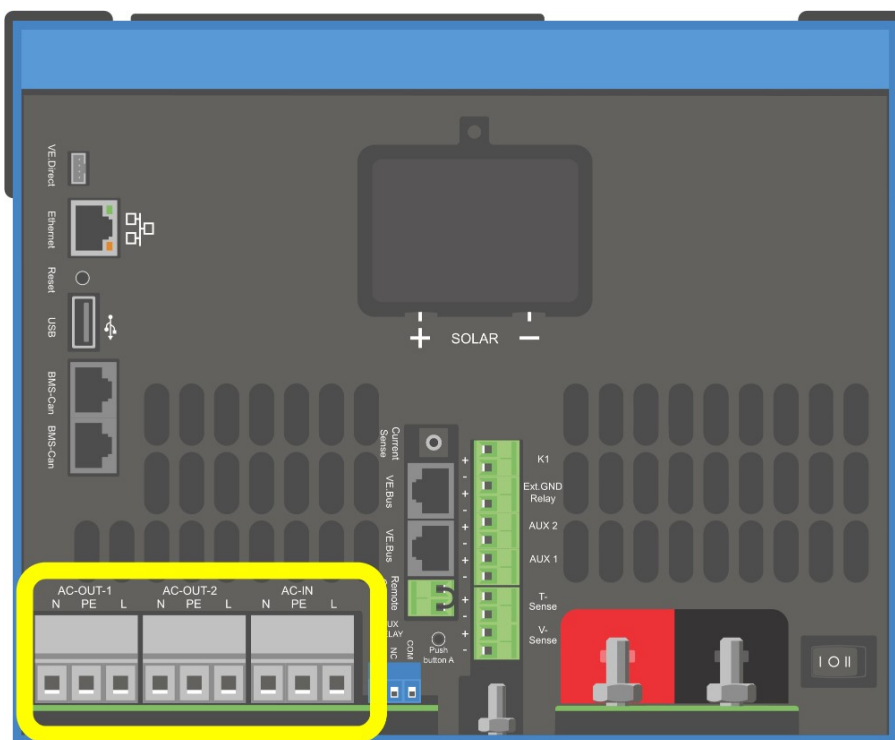 VE.Direct
Ethernet
Reset
USB
BMS-Can
BMS-Can
+ SOLAR −
Current
Sense
VE.Bus
VE.Bus
Remote
Push
button A
NC
COM
+
-
+
-
+
-
+
-
+
-
+
-
K1
Ext.GND
Relay
AUX 2
AUX 1
T-
Sense
V-
Sense
AC-OUT-1
N PE L
AC-OUT-2
N PE L
AC-IN
N PE L
I O II